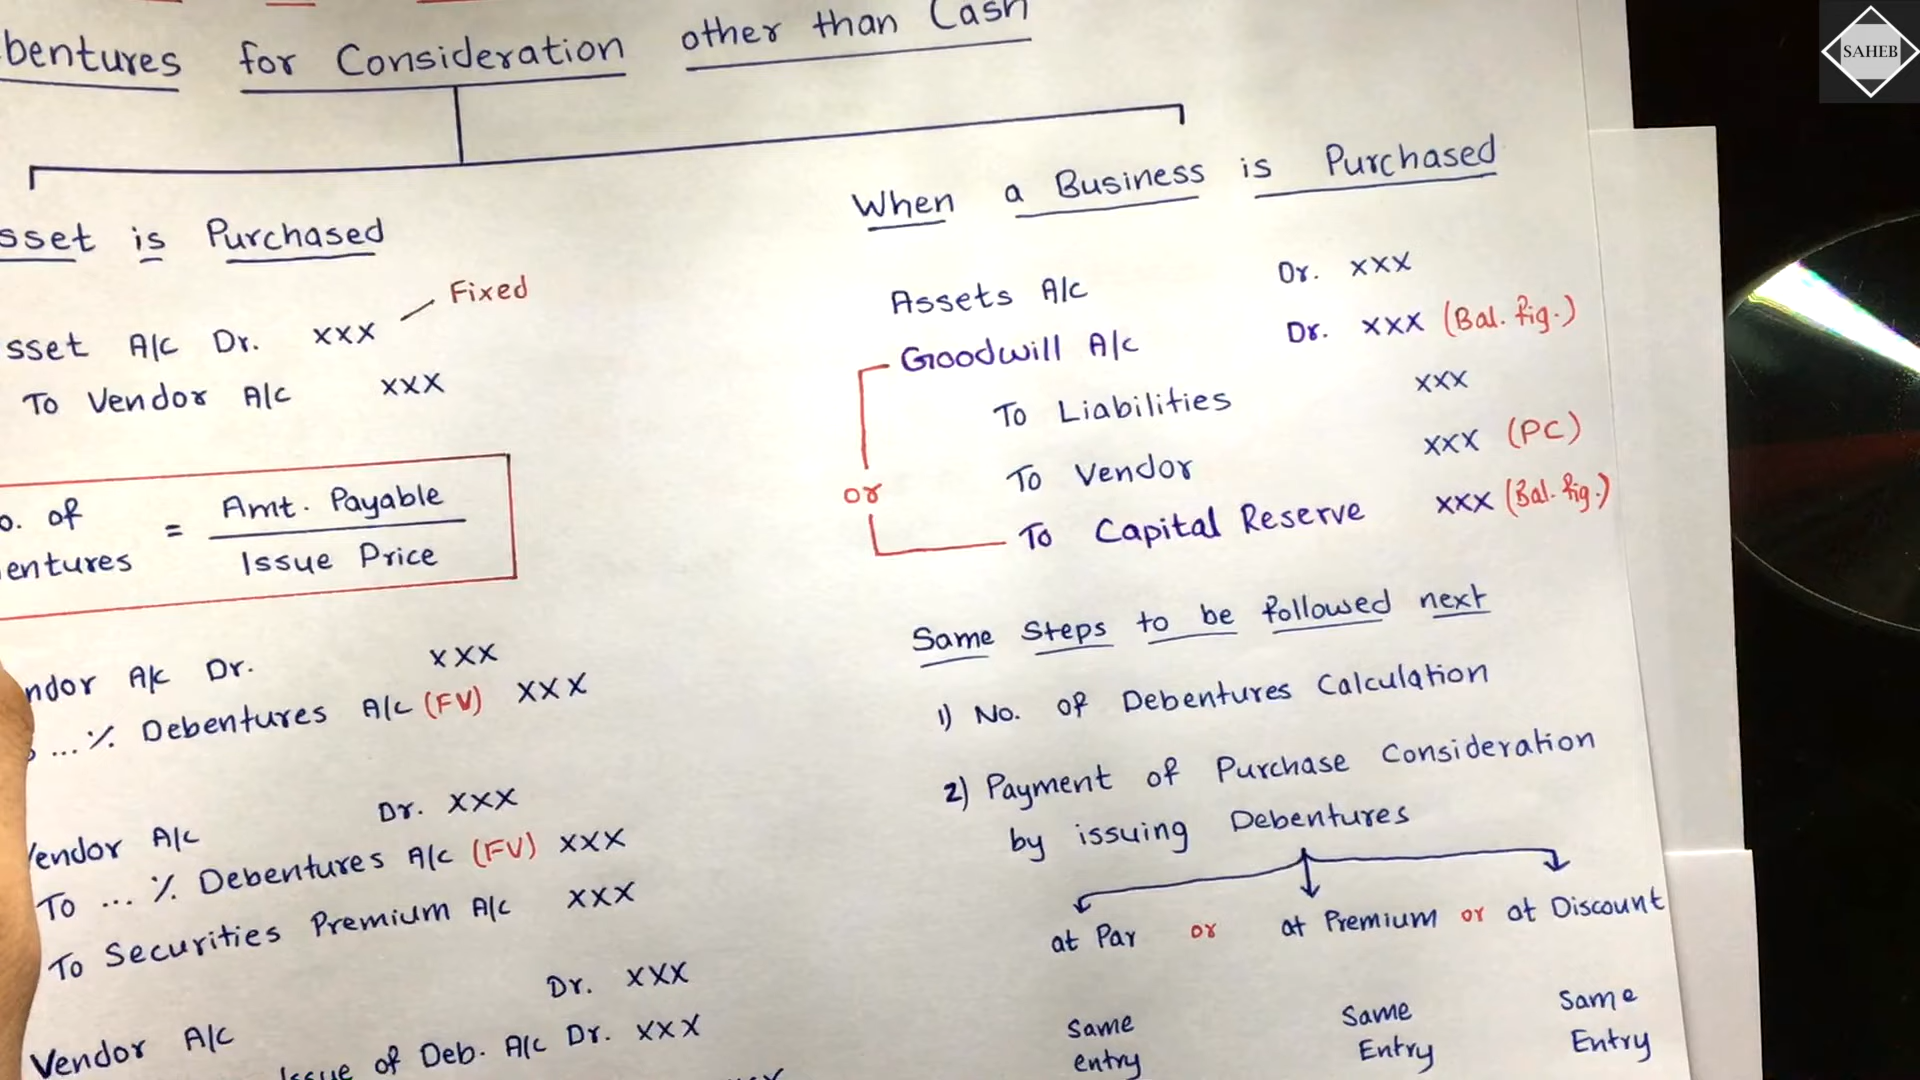 bentures for Consideration other than Cash
sset is Purchased
Fixed
sset A/c Dr. xxx
To Vendor A/c xxx
o. of
entures
= Amt. Payable
Issue Price
ndor A/c Dr. xxx
... % Debentures A/c (FV) xxx
Vendor A/c Dr. xxx
To ... % Debentures A/c (FV) xxx
To Securities Premium A/c xxx
Vendor A/c Dr. xxx
Issue of Deb. A/c Dr. xxx
When a Business is Purchased
Assets A/c Dr. xxx
Goodwill A/c Dr. xxx (Bal. fig.)
To Liabilities xxx
To Vendor xxx (PC)
or
To Capital Reserve xxx (Bal. fig.)
Same Steps to be followed next
1) No. of Debentures Calculation
2) Payment of Purchase Consideration
by issuing Debentures
at Par or at Premium or at Discount
Same Same Same
entry Entry Entry
SAHEB